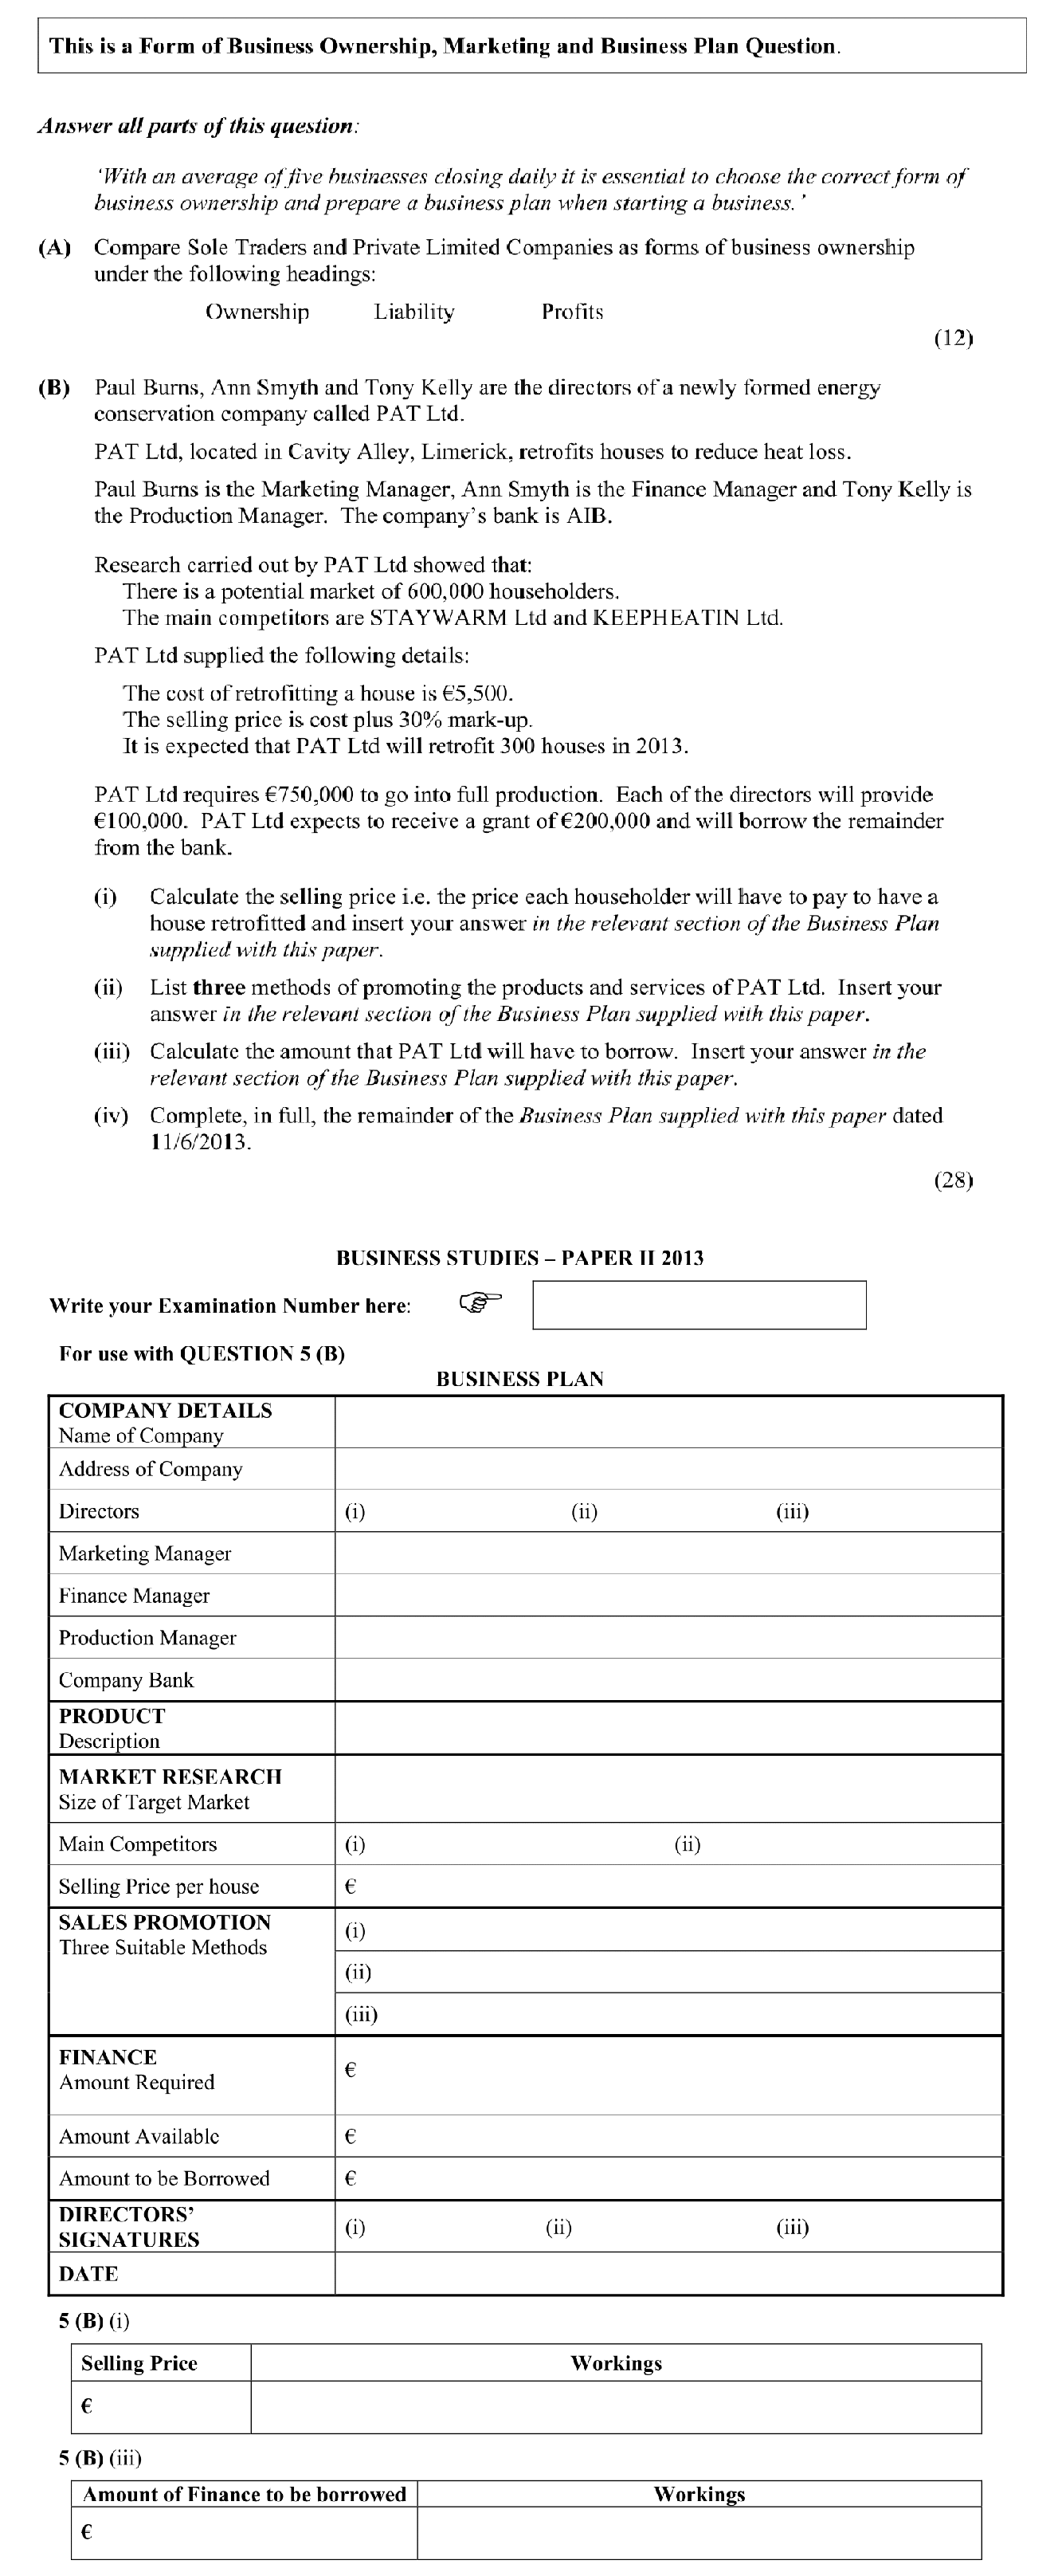 This is a Form of Business Ownership, Marketing and Business Plan Question.
Answer all parts of this question:
‘With an average of five businesses closing daily it is essential to choose the correct form of
business ownership and prepare a business plan when starting a business.’
(A) Compare Sole Traders and Private Limited Companies as forms of business ownership
under the following headings:
Ownership Liability Profits
(12)
(B) Paul Burns, Ann Smyth and Tony Kelly are the directors of a newly formed energy
conservation company called PAT Ltd.
PAT Ltd, located in Cavity Alley, Limerick, retrofits houses to reduce heat loss.
Paul Burns is the Marketing Manager, Ann Smyth is the Finance Manager and Tony Kelly is
the Production Manager. The company’s bank is AIB.
Research carried out by PAT Ltd showed that:
There is a potential market of 600,000 householders.
The main competitors are STAYWARM Ltd and KEEPHEATIN Ltd.
PAT Ltd supplied the following details:
The cost of retrofitting a house is €5,500.
The selling price is cost plus 30% mark-up.
It is expected that PAT Ltd will retrofit 300 houses in 2013.
PAT Ltd requires €750,000 to go into full production. Each of the directors will provide
€100,000. PAT Ltd expects to receive a grant of €200,000 and will borrow the remainder
from the bank.
(i) Calculate the selling price i.e. the price each householder will have to pay to have a
house retrofitted and insert your answer in the relevant section of the Business Plan
supplied with this paper.
(ii) List three methods of promoting the products and services of PAT Ltd. Insert your
answer in the relevant section of the Business Plan supplied with this paper.
(iii) Calculate the amount that PAT Ltd will have to borrow. Insert your answer in the
relevant section of the Business Plan supplied with this paper.
(iv) Complete, in full, the remainder of the Business Plan supplied with this paper dated
11/6/2013.
(28)
BUSINESS STUDIES – PAPER II 2013
Write your Examination Number here:
For use with QUESTION 5 (B)
BUSINESS PLAN
COMPANY DETAILS
Name of Company
Address of Company
Directors (i) (ii) (iii)
Marketing Manager
Finance Manager
Production Manager
Company Bank
PRODUCT
Description
MARKET RESEARCH
Size of Target Market
Main Competitors (i) (ii)
Selling Price per house €
SALES PROMOTION
Three Suitable Methods
(i)
(ii)
(iii)
FINANCE
Amount Required
€
Amount Available €
Amount to be Borrowed €
DIRECTORS’
SIGNATURES
(i) (ii) (iii)
DATE
5 (B) (i)
Selling Price Workings
€
5 (B) (iii)
Amount of Finance to be borrowed Workings
€